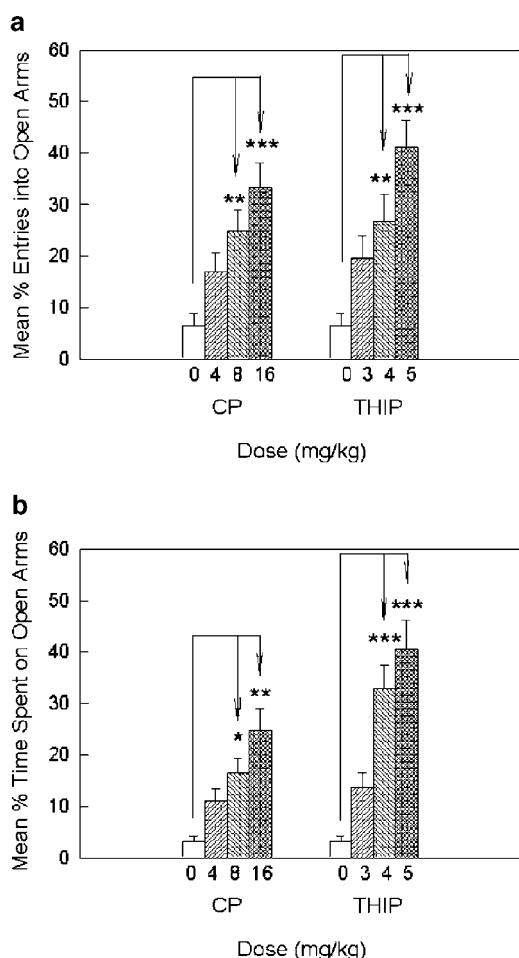 a
Mean % Entries into Open Arms
60
50
40
30
20
10
0
** *** ** ***
0 4 8 16 0 3 4 5
CP THIP
Dose (mg/kg)
b
Mean % Time Spent on Open Arms
60
50
40
30
20
10
0
* ** *** ***
0 4 8 16 0 3 4 5
CP THIP
Dose (mg/kg)